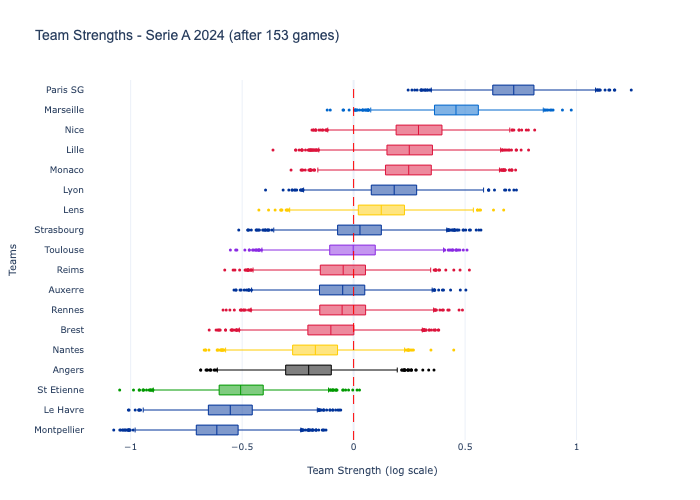 Team Strengths - Serie A 2024 (after 153 games)
Paris SG
Marseille
Nice
Lille
Monaco
Lyon
Lens
Strasbourg
Toulouse
Reims
Auxerre
Rennes
Brest
Nantes
Angers
St Etienne
Le Havre
Montpellier
Teams
−1
−0.5
0
0.5
1
Team Strength (log scale)